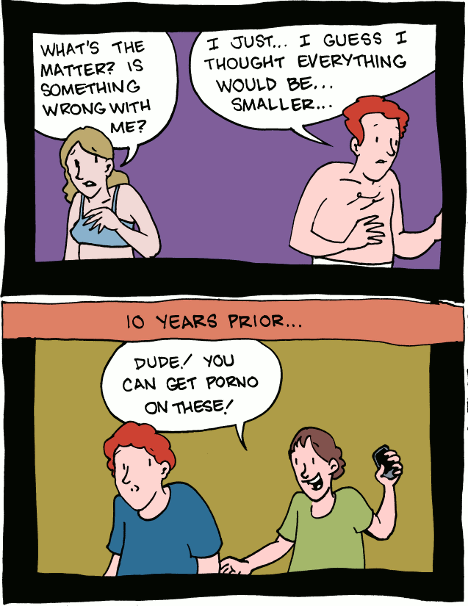 WHAT'S THE
MATTER? IS
SOMETHING
WRONG WITH
ME?
I JUST... I GUESS I
THOUGHT EVERYTHING
WOULD BE...
SMALLER...
10 YEARS PRIOR...
DUDE! YOU
CAN GET PORNO
ON THESE!